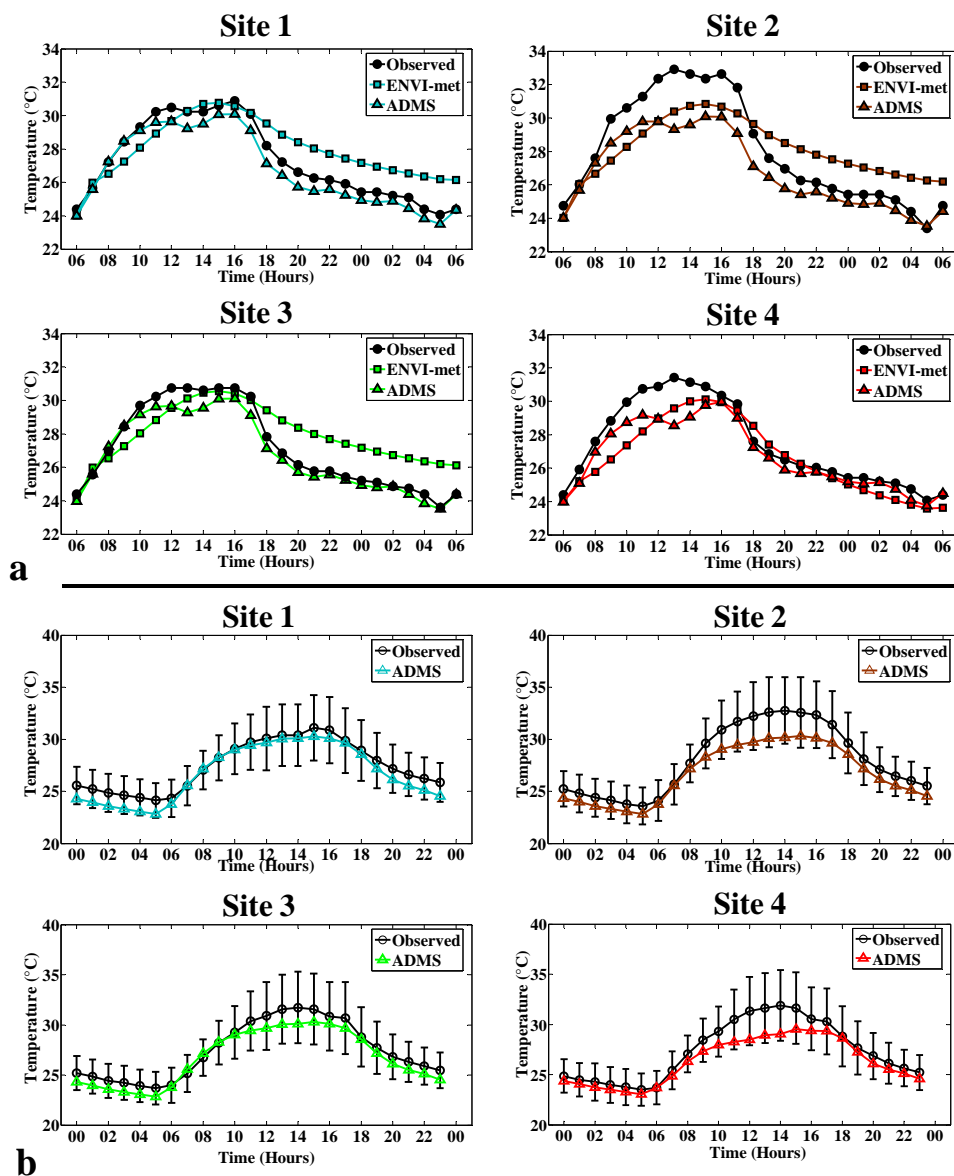 Site 1
Temperature (°C)
34
32
30
28
26
24
22
06 07 08 10 12 14 16 18 20 22 00 02 04 06
Time (Hours)
Observed
ENVI-met
ADMS
Site 2
Temperature (°C)
34
32
30
28
26
24
22
06 08 10 12 14 16 18 20 22 00 02 04 06
Time (Hours)
Observed
ENVI-met
ADMS
Site 3
Temperature (°C)
34
32
30
28
26
24
22
06 08 10 12 14 16 18 20 22 00 02 04 06
Time (Hours)
Observed
ENVI-met
ADMS
Site 4
Temperature (°C)
34
32
30
28
26
24
22
06 08 10 12 14 16 18 20 22 00 02 04 06
Time (Hours)
Observed
ENVI-met
ADMS
a
Site 1
Temperature (°C)
40
35
30
25
20
00 02 04 06 08 10 12 14 16 18 20 22 00
Time (Hours)
Observed
ADMS
Site 2
Temperature (°C)
40
35
30
25
20
00 02 04 06 08 10 12 14 16 18 20 22 00
Time (Hours)
Observed
ADMS
Site 3
Temperature (°C)
40
35
30
25
20
00 02 04 06 08 10 12 14 16 18 20 22 00
Time (Hours)
Observed
ADMS
Site 4
Temperature (°C)
40
35
30
25
20
00 02 04 06 08 10 12 14 16 18 20 22 00
Time (Hours)
Observed
ADMS
b